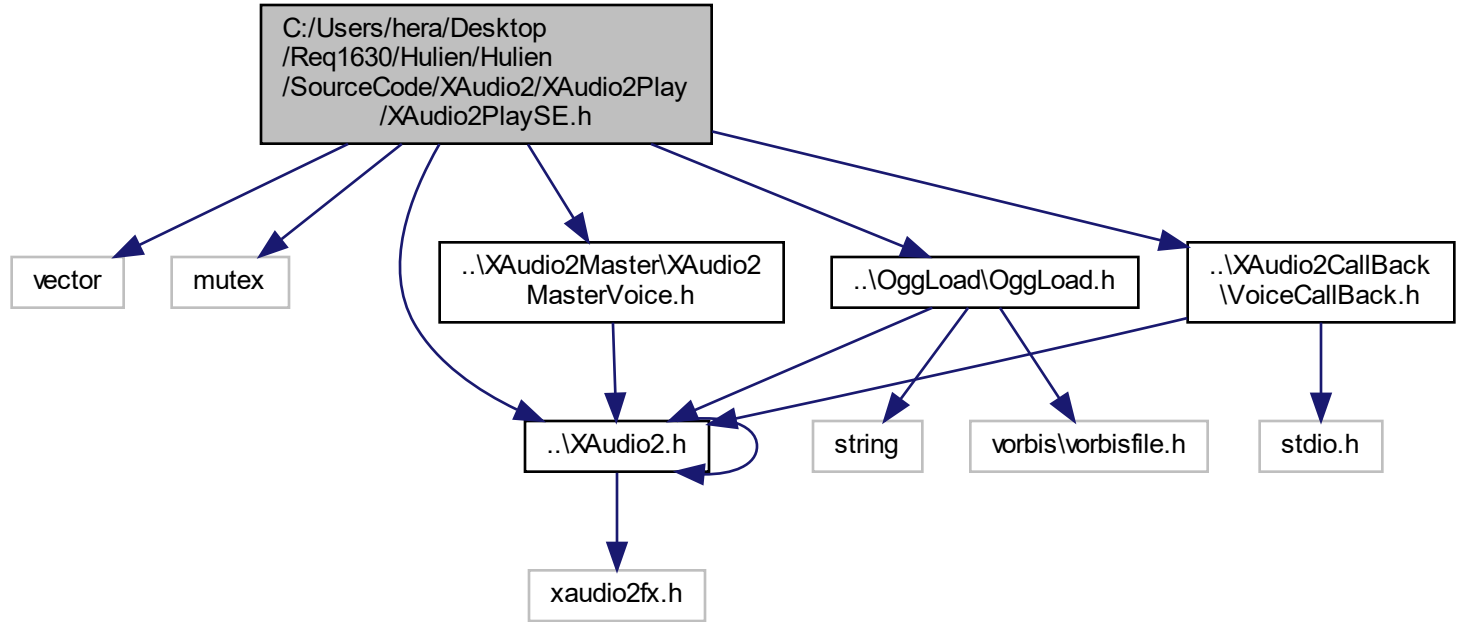 C:/Users/hera/Desktop
/Req1630/Hulien/Hulien
/SourceCode/XAudio2/XAudio2Play
/XAudio2PlaySE.h
vector
mutex
..\XAudio2Master\XAudio2
MasterVoice.h
..\OggLoad\OggLoad.h
..\XAudio2CallBack
\VoiceCallBack.h
..\XAudio2.h
string
vorbis\vorbisfile.h
stdio.h
xaudio2fx.h